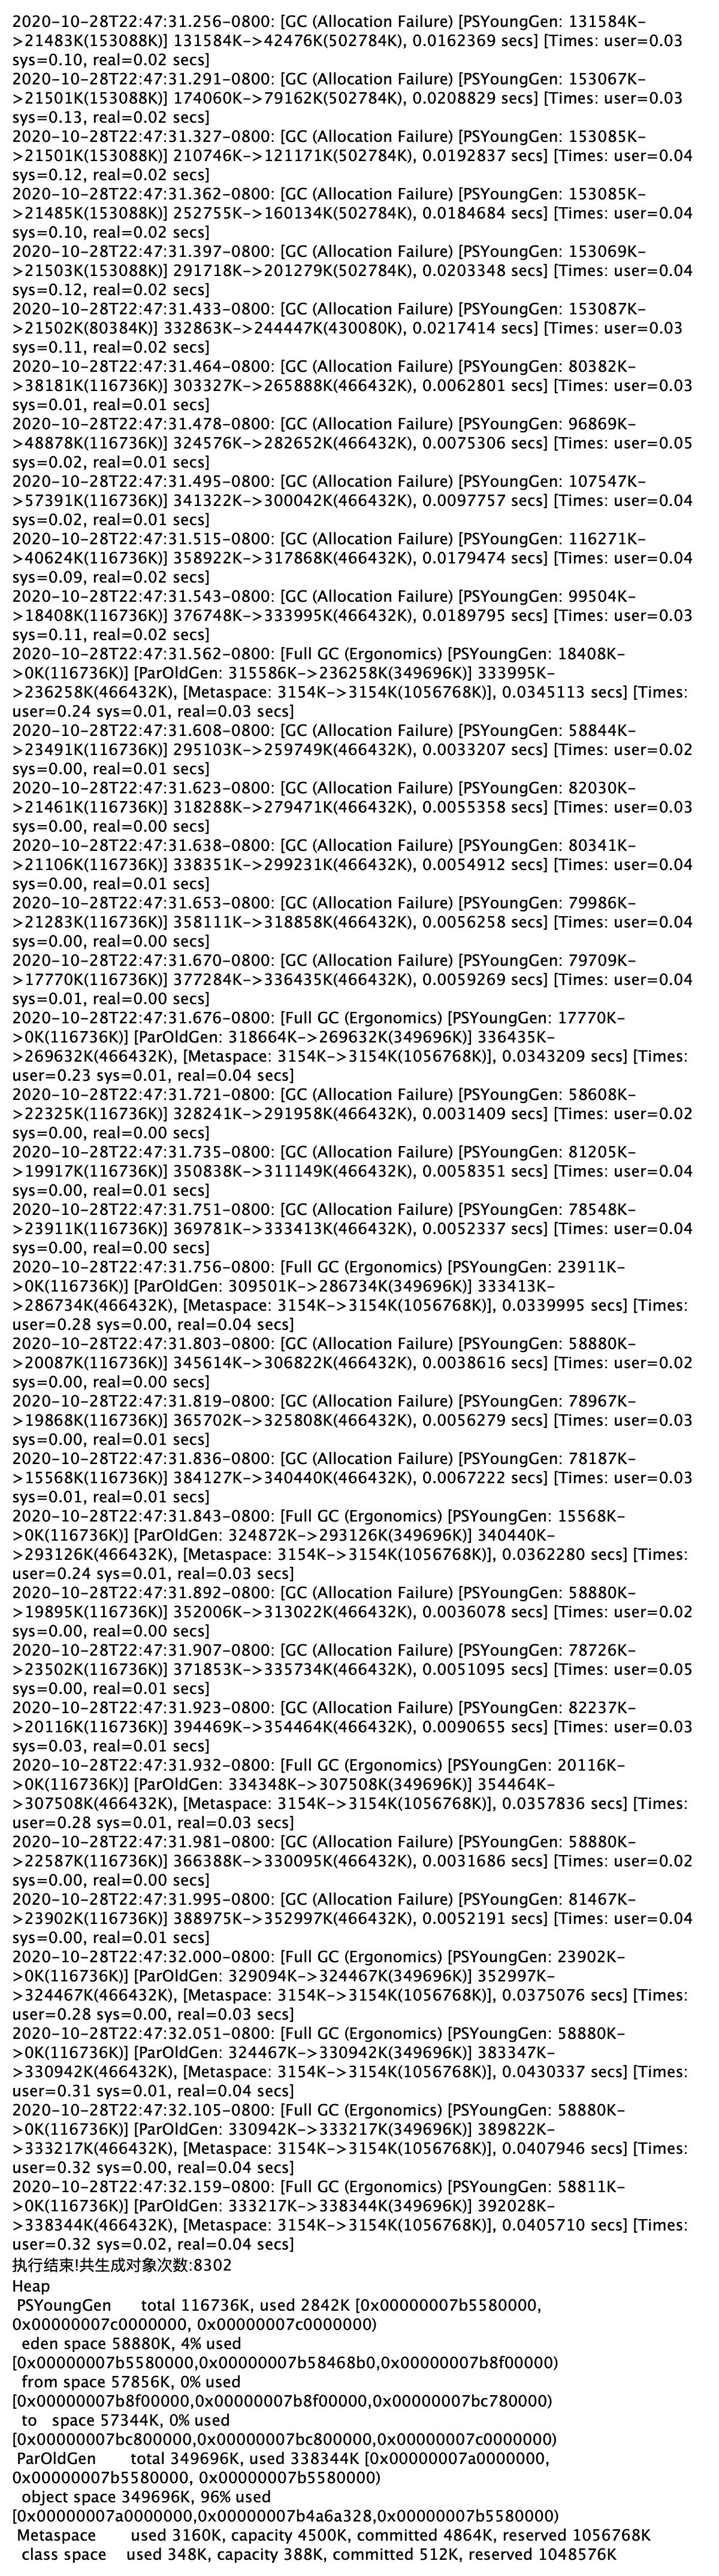 2020-10-28T22:47:31.256-0800: [GC (Allocation Failure) [PSYoungGen: 131584K-
>21483K(153088K)] 131584K->42476K(502784K), 0.0162369 secs] [Times: user=0.03
sys=0.10, real=0.02 secs]
2020-10-28T22:47:31.291-0800: [GC (Allocation Failure) [PSYoungGen: 153067K-
>21501K(153088K)] 174060K->79162K(502784K), 0.0208829 secs] [Times: user=0.03
sys=0.13, real=0.02 secs]
2020-10-28T22:47:31.327-0800: [GC (Allocation Failure) [PSYoungGen: 153085K-
>21501K(153088K)] 210746K->121171K(502784K), 0.0192837 secs] [Times: user=0.04
sys=0.12, real=0.02 secs]
2020-10-28T22:47:31.362-0800: [GC (Allocation Failure) [PSYoungGen: 153085K-
>21485K(153088K)] 252755K->160134K(502784K), 0.0184684 secs] [Times: user=0.04
sys=0.10, real=0.02 secs]
2020-10-28T22:47:31.397-0800: [GC (Allocation Failure) [PSYoungGen: 153069K-
>21503K(153088K)] 291718K->201279K(502784K), 0.0203348 secs] [Times: user=0.04
sys=0.12, real=0.02 secs]
2020-10-28T22:47:31.433-0800: [GC (Allocation Failure) [PSYoungGen: 153087K-
>21502K(80384K)] 332863K->244447K(430080K), 0.0217414 secs] [Times: user=0.03
sys=0.11, real=0.02 secs]
2020-10-28T22:47:31.464-0800: [GC (Allocation Failure) [PSYoungGen: 80382K-
>38181K(116736K)] 303327K->265888K(466432K), 0.0062801 secs] [Times: user=0.03
sys=0.01, real=0.01 secs]
2020-10-28T22:47:31.478-0800: [GC (Allocation Failure) [PSYoungGen: 96869K-
>48878K(116736K)] 324576K->282652K(466432K), 0.0075306 secs] [Times: user=0.05
sys=0.02, real=0.01 secs]
2020-10-28T22:47:31.495-0800: [GC (Allocation Failure) [PSYoungGen: 107547K-
>57391K(116736K)] 341322K->300042K(466432K), 0.0097757 secs] [Times: user=0.04
sys=0.02, real=0.01 secs]
2020-10-28T22:47:31.515-0800: [GC (Allocation Failure) [PSYoungGen: 116271K-
>40624K(116736K)] 358922K->317868K(466432K), 0.0179474 secs] [Times: user=0.04
sys=0.09, real=0.02 secs]
2020-10-28T22:47:31.543-0800: [GC (Allocation Failure) [PSYoungGen: 99504K-
>18408K(116736K)] 376748K->333995K(466432K), 0.0189795 secs] [Times: user=0.03
sys=0.11, real=0.02 secs]
2020-10-28T22:47:31.562-0800: [Full GC (Ergonomics) [PSYoungGen: 18408K-
>0K(116736K)] [ParOldGen: 315586K->236258K(349696K)] 333995K-
>236258K(466432K), [Metaspace: 3154K->3154K(1056768K)], 0.0345113 secs] [Times:
user=0.24 sys=0.01, real=0.03 secs]
2020-10-28T22:47:31.608-0800: [GC (Allocation Failure) [PSYoungGen: 58844K-
>23491K(116736K)] 295103K->259749K(466432K), 0.0033207 secs] [Times: user=0.02
sys=0.00, real=0.01 secs]
2020-10-28T22:47:31.623-0800: [GC (Allocation Failure) [PSYoungGen: 82030K-
>21461K(116736K)] 318288K->279471K(466432K), 0.0055358 secs] [Times: user=0.03
sys=0.00, real=0.00 secs]
2020-10-28T22:47:31.638-0800: [GC (Allocation Failure) [PSYoungGen: 80341K-
>21106K(116736K)] 338351K->299231K(466432K), 0.0054912 secs] [Times: user=0.04
sys=0.00, real=0.01 secs]
2020-10-28T22:47:31.653-0800: [GC (Allocation Failure) [PSYoungGen: 79986K-
>21283K(116736K)] 358111K->318858K(466432K), 0.0056258 secs] [Times: user=0.04
sys=0.00, real=0.00 secs]
2020-10-28T22:47:31.670-0800: [GC (Allocation Failure) [PSYoungGen: 79709K-
>17770K(116736K)] 377284K->336435K(466432K), 0.0059269 secs] [Times: user=0.04
sys=0.01, real=0.00 secs]
2020-10-28T22:47:31.676-0800: [Full GC (Ergonomics) [PSYoungGen: 17770K-
>0K(116736K)] [ParOldGen: 318664K->269632K(349696K)] 336435K-
>269632K(466432K), [Metaspace: 3154K->3154K(1056768K)], 0.0343209 secs] [Times:
user=0.23 sys=0.01, real=0.04 secs]
2020-10-28T22:47:31.721-0800: [GC (Allocation Failure) [PSYoungGen: 58608K-
>22325K(116736K)] 328241K->291958K(466432K), 0.0031409 secs] [Times: user=0.02
sys=0.00, real=0.00 secs]
2020-10-28T22:47:31.735-0800: [GC (Allocation Failure) [PSYoungGen: 81205K-
>19917K(116736K)] 350838K->311149K(466432K), 0.0058351 secs] [Times: user=0.04
sys=0.00, real=0.01 secs]
2020-10-28T22:47:31.751-0800: [GC (Allocation Failure) [PSYoungGen: 78548K-
>23911K(116736K)] 369781K->333413K(466432K), 0.0052337 secs] [Times: user=0.04
sys=0.00, real=0.00 secs]
2020-10-28T22:47:31.756-0800: [Full GC (Ergonomics) [PSYoungGen: 23911K-
>0K(116736K)] [ParOldGen: 309501K->286734K(349696K)] 333413K-
>286734K(466432K), [Metaspace: 3154K->3154K(1056768K)], 0.0339995 secs] [Times:
user=0.28 sys=0.00, real=0.04 secs]
2020-10-28T22:47:31.803-0800: [GC (Allocation Failure) [PSYoungGen: 58880K-
>20087K(116736K)] 345614K->306822K(466432K), 0.0038616 secs] [Times: user=0.02
sys=0.00, real=0.00 secs]
2020-10-28T22:47:31.819-0800: [GC (Allocation Failure) [PSYoungGen: 78967K-
>19868K(116736K)] 365702K->325808K(466432K), 0.0056279 secs] [Times: user=0.03
sys=0.00, real=0.01 secs]
2020-10-28T22:47:31.836-0800: [GC (Allocation Failure) [PSYoungGen: 78187K-
>15568K(116736K)] 384127K->340440K(466432K), 0.0067222 secs] [Times: user=0.03
sys=0.01, real=0.01 secs]
2020-10-28T22:47:31.843-0800: [Full GC (Ergonomics) [PSYoungGen: 15568K-
>0K(116736K)] [ParOldGen: 324872K->293126K(349696K)] 340440K-
>293126K(466432K), [Metaspace: 3154K->3154K(1056768K)], 0.0362280 secs] [Times:
user=0.24 sys=0.01, real=0.03 secs]
2020-10-28T22:47:31.892-0800: [GC (Allocation Failure) [PSYoungGen: 58880K-
>19895K(116736K)] 352006K->313022K(466432K), 0.0036078 secs] [Times: user=0.02
sys=0.00, real=0.00 secs]
2020-10-28T22:47:31.907-0800: [GC (Allocation Failure) [PSYoungGen: 78726K-
>23502K(116736K)] 371853K->335734K(466432K), 0.0051095 secs] [Times: user=0.05
sys=0.00, real=0.01 secs]
2020-10-28T22:47:31.923-0800: [GC (Allocation Failure) [PSYoungGen: 82237K-
>20116K(116736K)] 394469K->354464K(466432K), 0.0090655 secs] [Times: user=0.03
sys=0.03, real=0.01 secs]
2020-10-28T22:47:31.932-0800: [Full GC (Ergonomics) [PSYoungGen: 20116K-
>0K(116736K)] [ParOldGen: 334348K->307508K(349696K)] 354464K-
>307508K(466432K), [Metaspace: 3154K->3154K(1056768K)], 0.0357836 secs] [Times:
user=0.28 sys=0.01, real=0.03 secs]
2020-10-28T22:47:31.981-0800: [GC (Allocation Failure) [PSYoungGen: 58880K-
>22587K(116736K)] 366388K->330095K(466432K), 0.0031686 secs] [Times: user=0.02
sys=0.00, real=0.00 secs]
2020-10-28T22:47:31.995-0800: [GC (Allocation Failure) [PSYoungGen: 81467K-
>23902K(116736K)] 388975K->352997K(466432K), 0.0052191 secs] [Times: user=0.04
sys=0.00, real=0.01 secs]
2020-10-28T22:47:32.000-0800: [Full GC (Ergonomics) [PSYoungGen: 23902K-
>0K(116736K)] [ParOldGen: 329094K->324467K(349696K)] 352997K-
>324467K(466432K), [Metaspace: 3154K->3154K(1056768K)], 0.0375076 secs] [Times:
user=0.28 sys=0.00, real=0.03 secs]
2020-10-28T22:47:32.051-0800: [Full GC (Ergonomics) [PSYoungGen: 58880K-
>0K(116736K)] [ParOldGen: 324467K->330942K(349696K)] 383347K-
>330942K(466432K), [Metaspace: 3154K->3154K(1056768K)], 0.0430337 secs] [Times:
user=0.31 sys=0.01, real=0.04 secs]
2020-10-28T22:47:32.105-0800: [Full GC (Ergonomics) [PSYoungGen: 58880K-
>0K(116736K)] [ParOldGen: 330942K->333217K(349696K)] 389822K-
>333217K(466432K), [Metaspace: 3154K->3154K(1056768K)], 0.0407946 secs] [Times:
user=0.32 sys=0.00, real=0.04 secs]
2020-10-28T22:47:32.159-0800: [Full GC (Ergonomics) [PSYoungGen: 58811K-
>0K(116736K)] [ParOldGen: 333217K->338344K(349696K)] 392028K-
>338344K(466432K), [Metaspace: 3154K->3154K(1056768K)], 0.0405710 secs] [Times:
user=0.32 sys=0.02, real=0.04 secs]
执行结束!共生成对象次数:8302
Heap
PSYoungGen total 116736K, used 2842K [0x00000007b5580000,
0x00000007c0000000, 0x00000007c0000000)
eden space 58880K, 4% used
[0x00000007b5580000,0x00000007b58468b0,0x00000007b8f00000)
from space 57856K, 0% used
[0x00000007b8f00000,0x00000007b8f00000,0x00000007bc780000)
to space 57344K, 0% used
[0x00000007bc800000,0x00000007bc800000,0x00000007c0000000)
ParOldGen total 349696K, used 338344K [0x00000007a0000000,
0x00000007b5580000, 0x00000007b5580000)
object space 349696K, 96% used
[0x00000007a0000000,0x00000007b4a6a328,0x00000007b5580000)
Metaspace used 3160K, capacity 4500K, committed 4864K, reserved 1056768K
class space used 348K, capacity 388K, committed 512K, reserved 1048576K